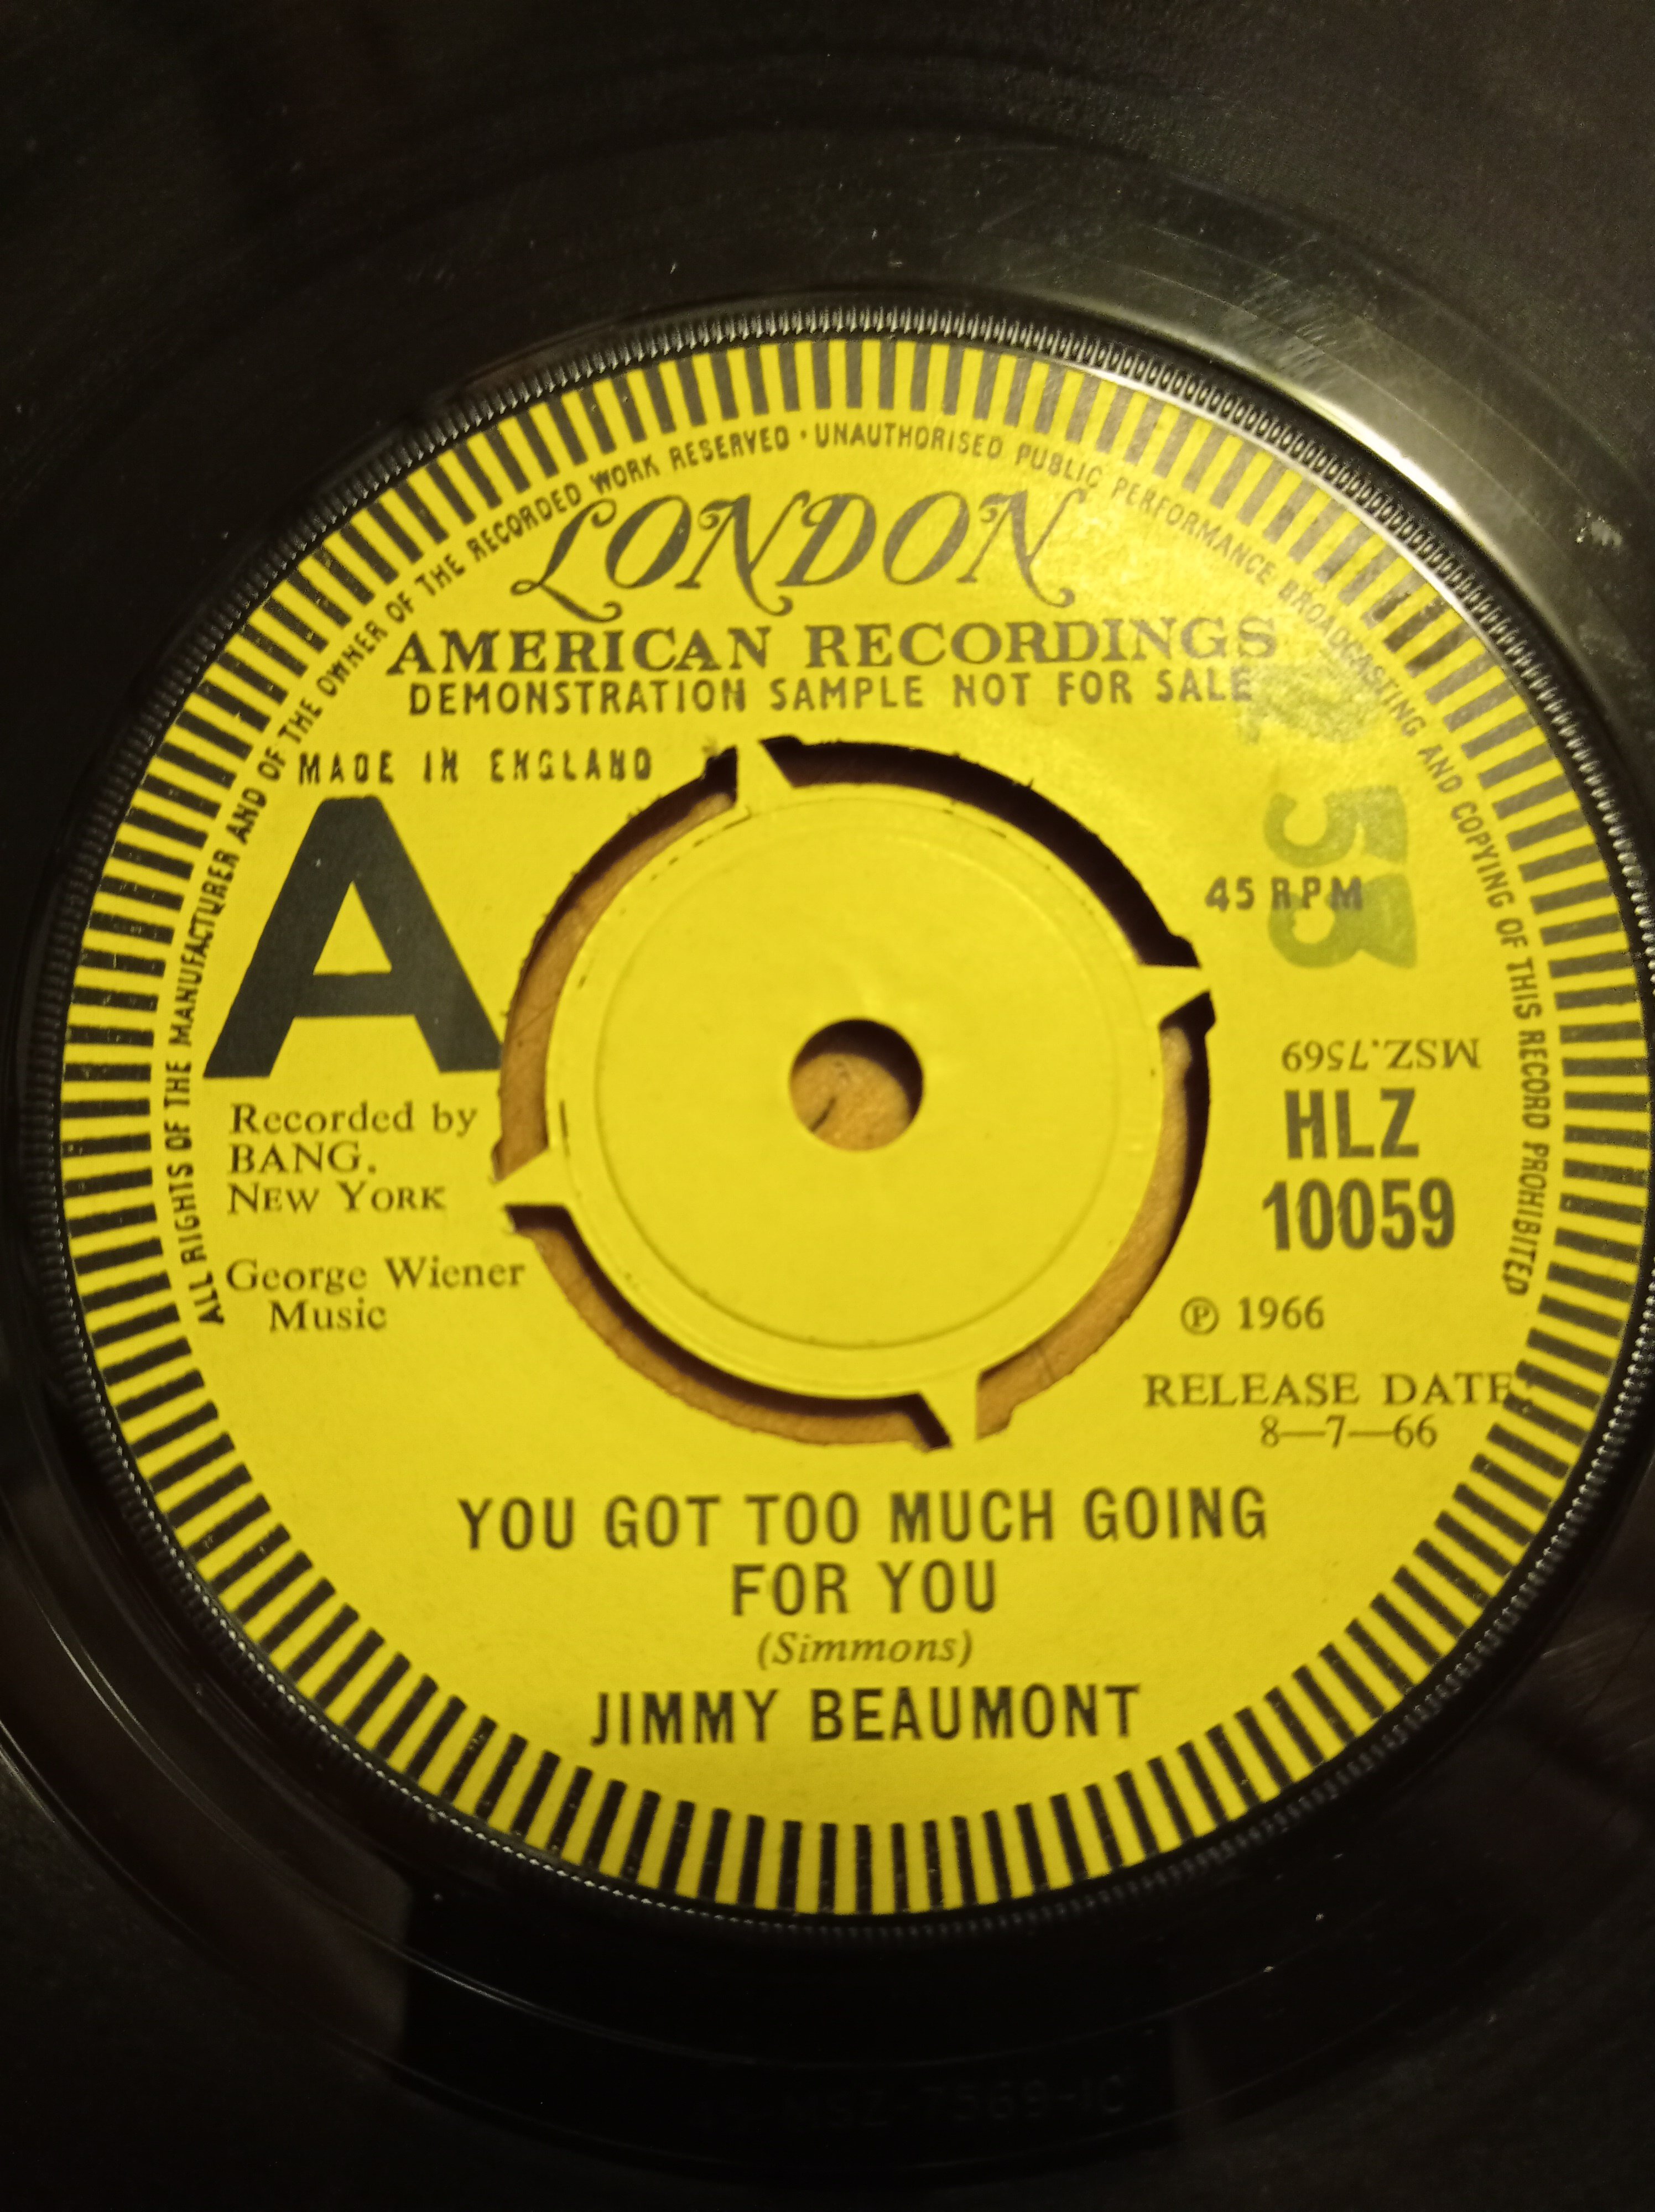 ALL RIGHTS OF THE MANUFACTURER AND OF THE OWNER OF THE RECORDED WORK RESERVED · UNAUTHORISED PUBLIC PERFORMANCE BROADCASTING AND COPYING OF THIS RECORD PROHIBITED
LONDON
AMERICAN RECORDINGS
DEMONSTRATION SAMPLE NOT FOR SALE
MADE IN ENGLAND
A
53
45 RPM
MSZ.7569
HLZ
10059
Recorded by
BANG.
NEW YORK
George Wiener
Music
℗ 1966
RELEASE DATE
8—7—66
YOU GOT TOO MUCH GOING
FOR YOU
(Simmons)
JIMMY BEAUMONT
MSZ-7569-1C